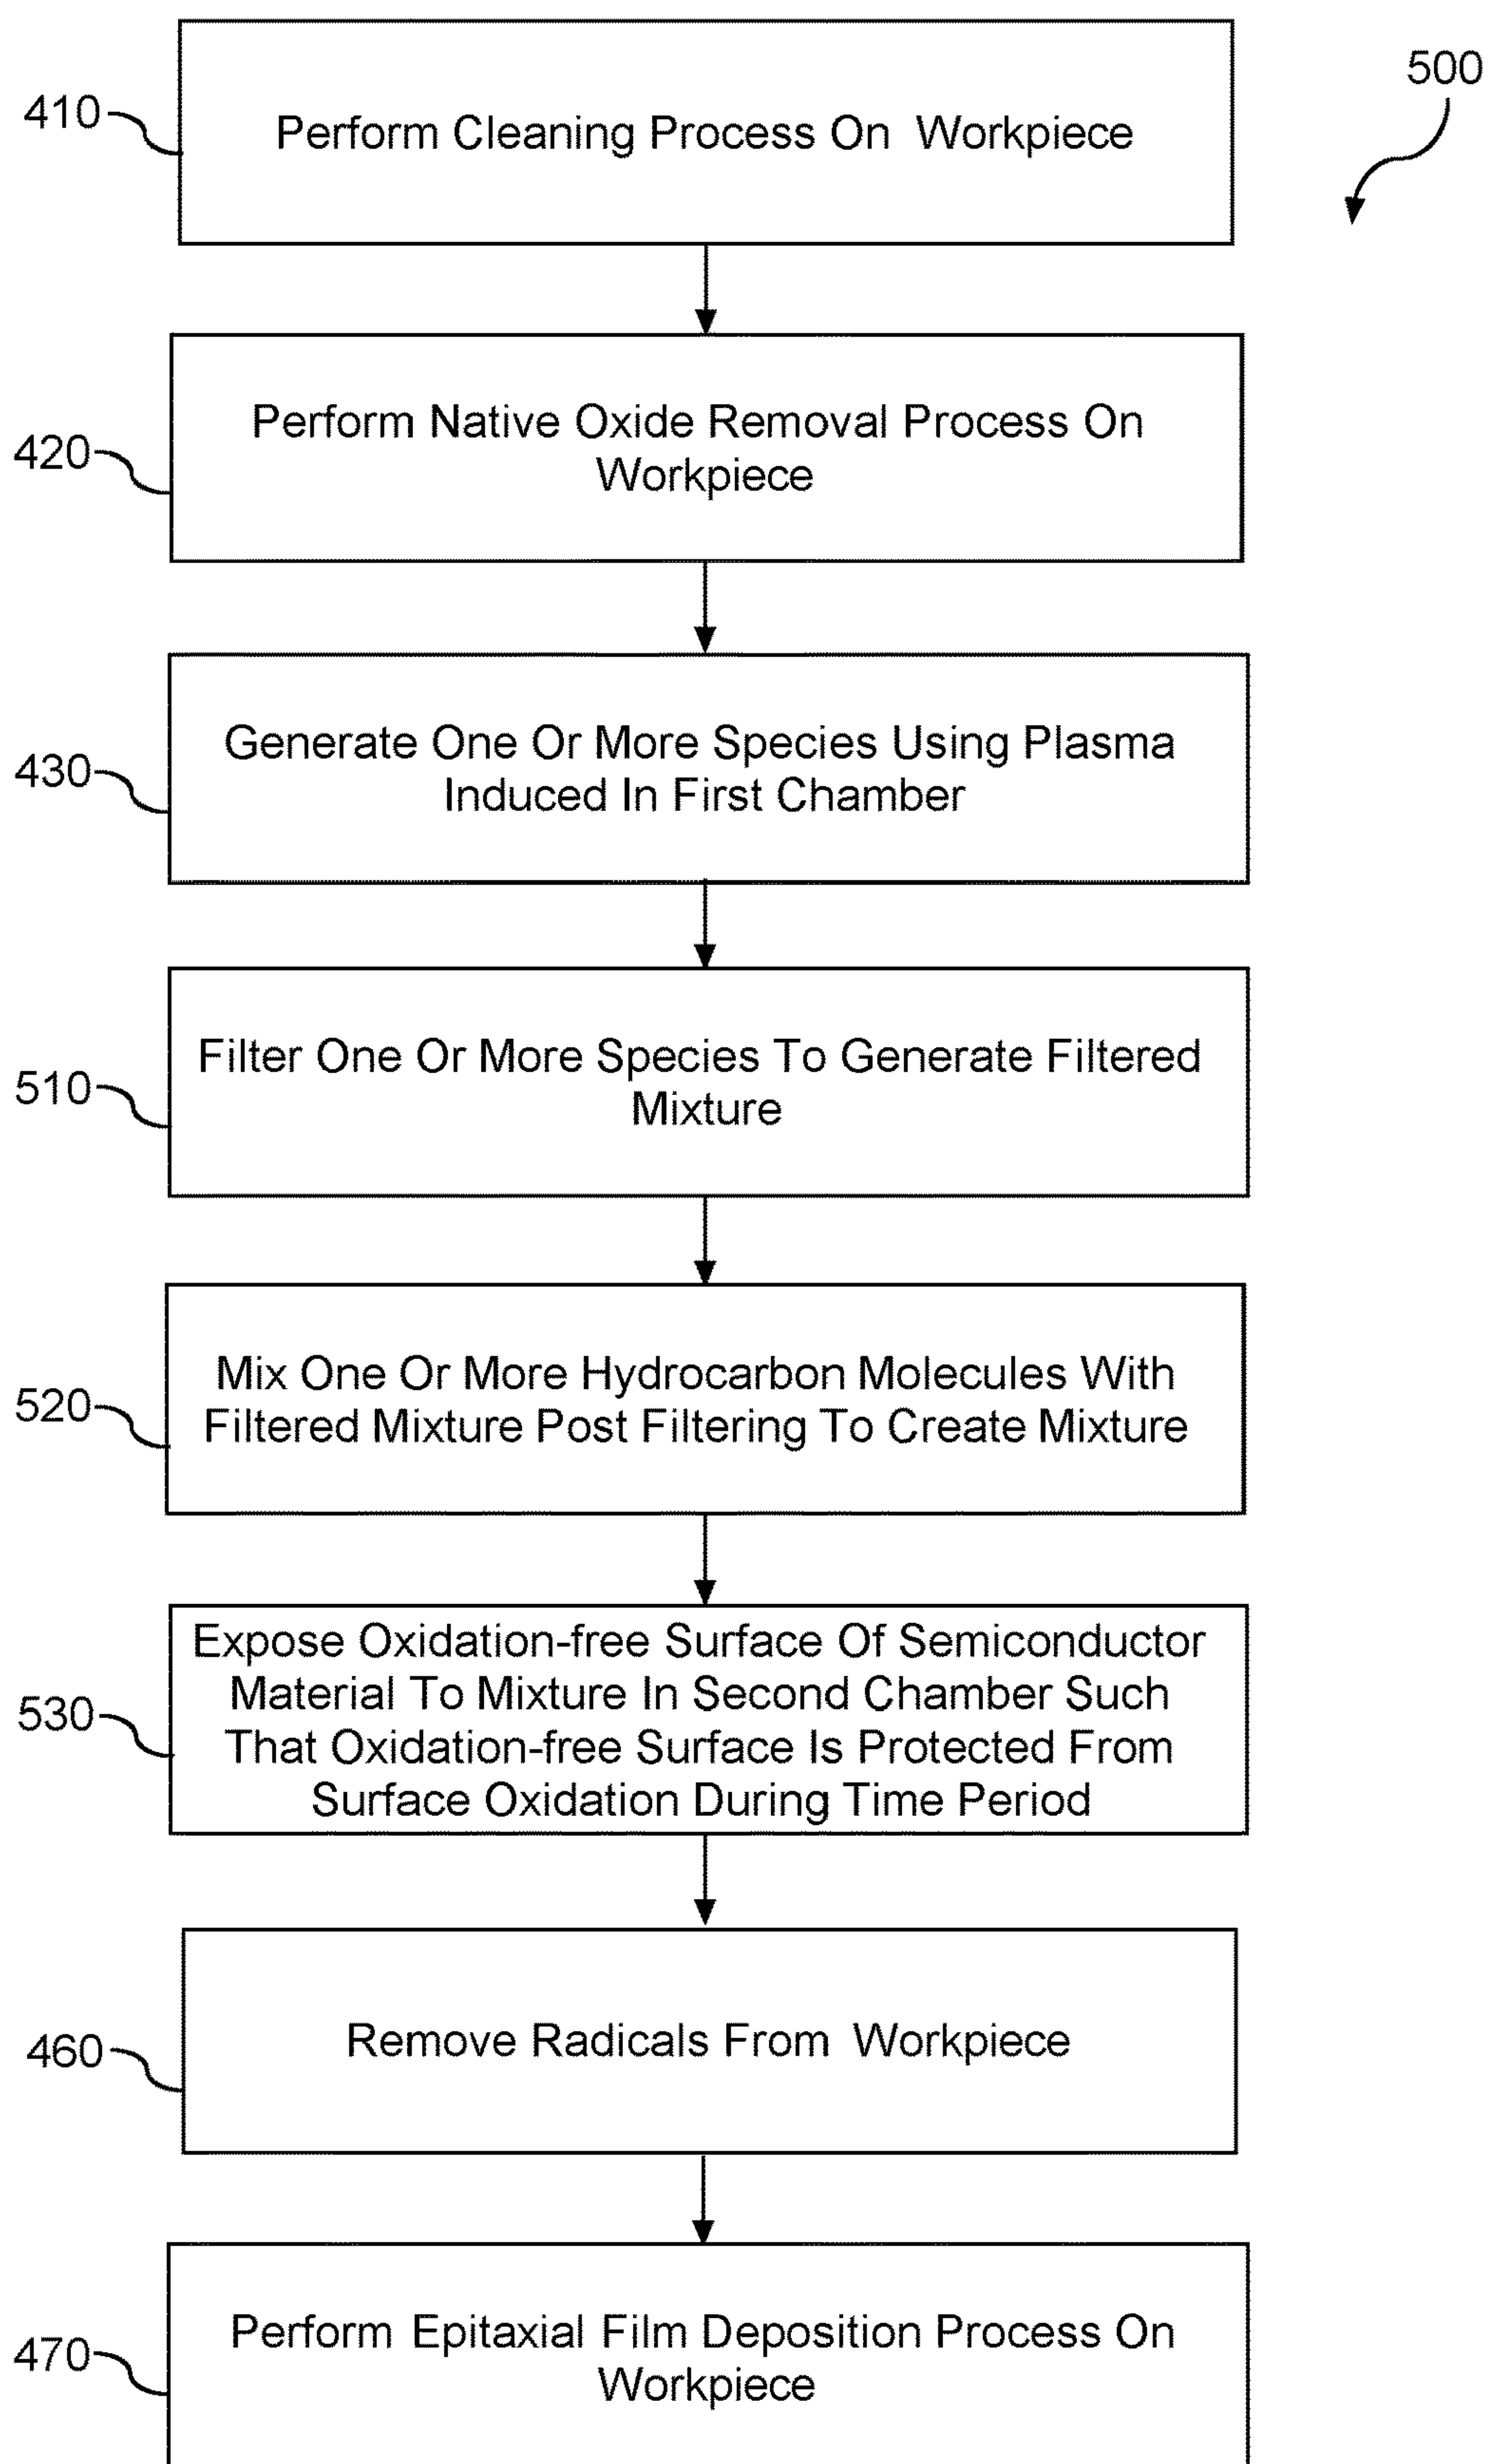 500
410
Perform Cleaning Process On Workpiece
420
Perform Native Oxide Removal Process On
Workpiece
430
Generate One Or More Species Using Plasma
Induced In First Chamber
510
Filter One Or More Species To Generate Filtered
Mixture
520
Mix One Or More Hydrocarbon Molecules With
Filtered Mixture Post Filtering To Create Mixture
530
Expose Oxidation-free Surface Of Semiconductor
Material To Mixture In Second Chamber Such
That Oxidation-free Surface Is Protected From
Surface Oxidation During Time Period
460
Remove Radicals From Workpiece
470
Perform Epitaxial Film Deposition Process On
Workpiece